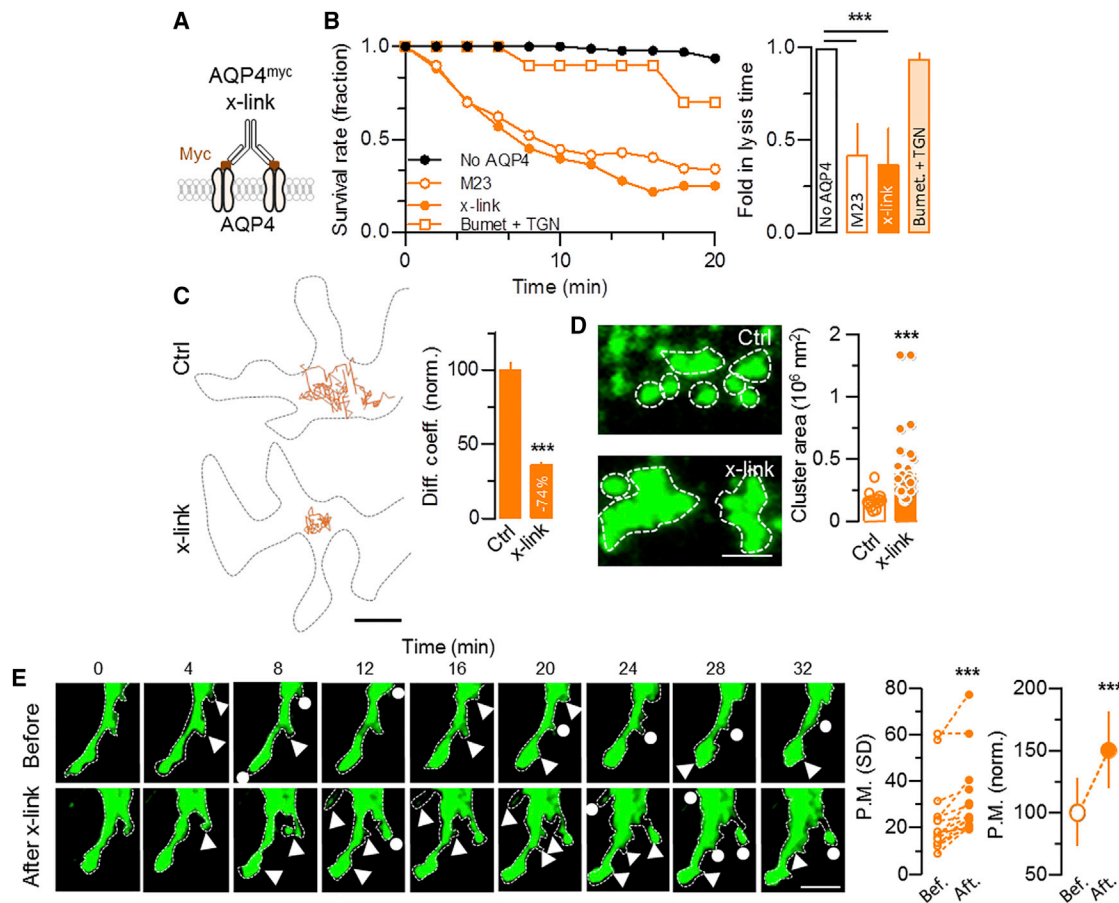 A
AQP4myc
x-link
Myc
AQP4
B
Survival rate (fraction)
1.0
0.5
0.0
No AQP4
M23
x-link
Bumet + TGN
0
10
20
Time (min)
***
Fold in lysis time
1.0
0.5
0.0
No AQP4
M23
x-link
Bumet. + TGN
C
Ctrl
x-link
Diff. coeff. (norm.)
100
50
0
***
-74%
Ctrl
x-link
D
Ctrl
x-link
Cluster area (10⁶ nm²)
2
1
0.5
0
***
Ctrl
x-link
E
Time (min)
0 4 8 12 16 20 24 28 32
Before
After x-link
P.M. (SD)
80
60
40
20
0
***
Bef.
Aft.
P.M. (norm.)
200
150
100
50
***
Bef.
Aft.